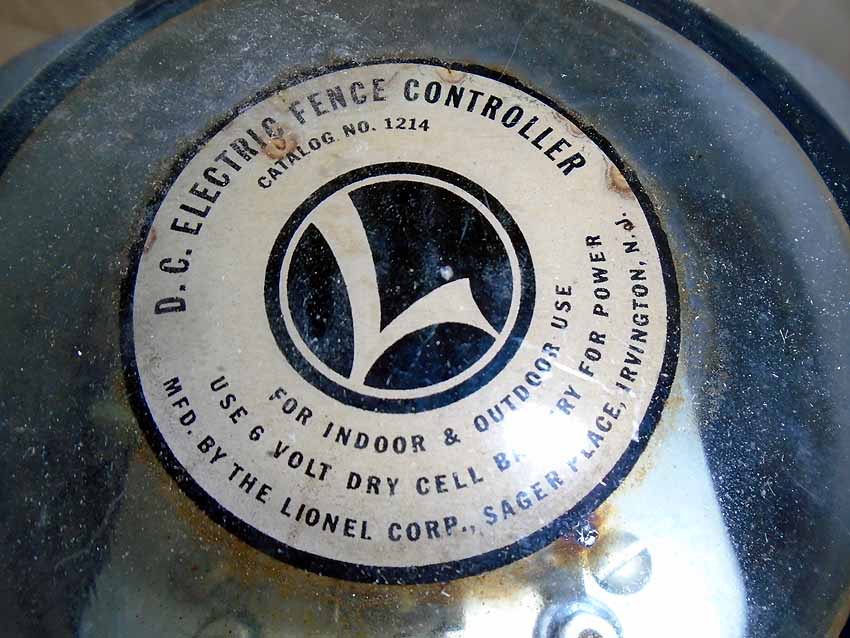 D.C. ELECTRIC FENCE CONTROLLER
CATALOG NO. 1214
FOR INDOOR & OUTDOOR USE
USE 6 VOLT DRY CELL FOR POWER
MFD. BY THE LIONEL CORP., SAGER PLACE, IRVINGTON, N.J.